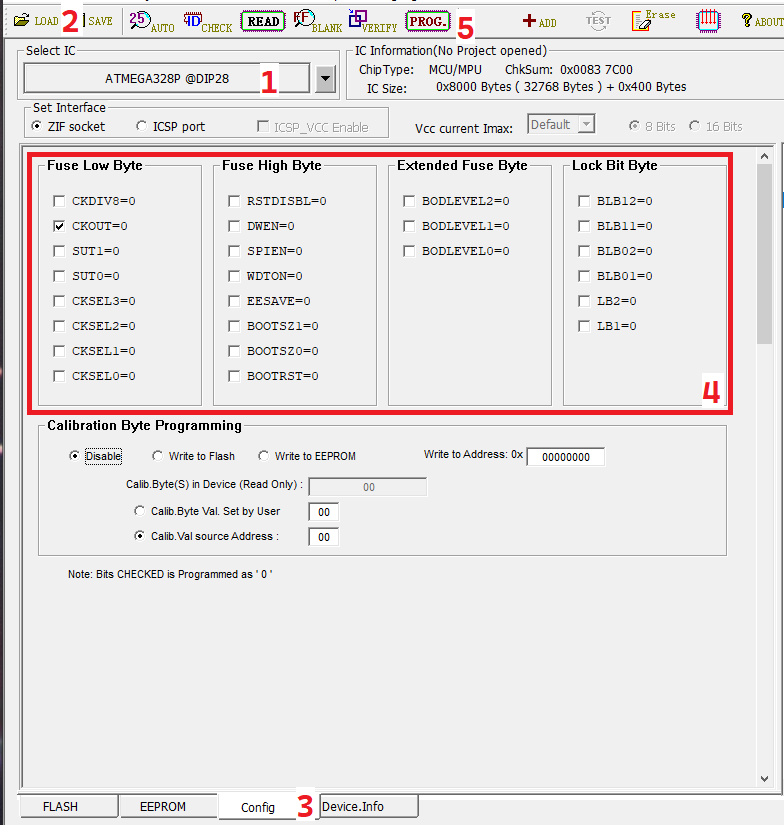 LOAD 2 SAVE 25 AUTO ID CHECK READ FF BLANK VERIFY PROG. 5 ADD TEST Erase ? ABOUT
Select IC
ATMEGA328P @DIP28 1
IC Information(No Project opened)
ChipType: MCU/MPU ChkSum: 0x0083 7C00
IC Size: 0x8000 Bytes ( 32768 Bytes ) + 0x400 Bytes
Set Interface
ZIF socket ICSP port ICSP_VCC Enable
Vcc current Imax: Default 8 Bits 16 Bits
Fuse Low Byte
CKDIV8=0
CKOUT=0
SUT1=0
SUT0=0
CKSEL3=0
CKSEL2=0
CKSEL1=0
CKSEL0=0
Fuse High Byte
RSTDISBL=0
DWEN=0
SPIEN=0
WDTON=0
EESAVE=0
BOOTSZ1=0
BOOTSZ0=0
BOOTRST=0
Extended Fuse Byte
BODLEVEL2=0
BODLEVEL1=0
BODLEVEL0=0
Lock Bit Byte
BLB12=0
BLB11=0
BLB02=0
BLB01=0
LB2=0
LB1=0
4
Calibration Byte Programming
Disable Write to Flash Write to EEPROM Write to Address: 0x 00000000
Calib.Byte(S) in Device (Read Only) : 00
Calib.Byte Val. Set by User 00
Calib.Val source Address : 00
Note: Bits CHECKED is Programmed as ' 0 '
FLASH EEPROM Config 3 Device.Info